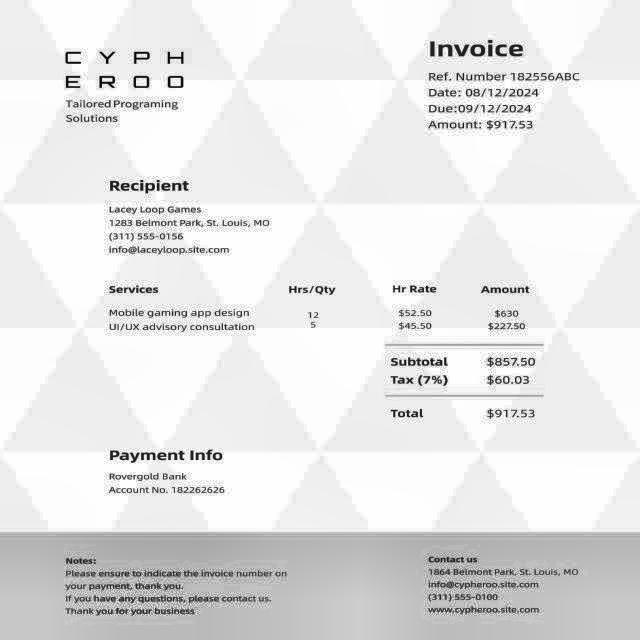 CYPH
EROO
Tailored Programing
Solutions
Invoice
Ref. Number 182556ABC
Date: 08/12/2024
Due:09/12/2024
Amount: $917.53
Recipient
Lacey Loop Games
1283 Belmont Park, St. Louis, MO
(311) 555-0156
info@laceyloop.site.com
Services Hrs/Qty Hr Rate Amount
Mobile gaming app design 12 $52.50 $630
UI/UX advisory consultation 5 $45.50 $227.50
Subtotal $857.50
Tax (7%) $60.03
Total $917.53
Payment Info
Rovergold Bank
Account No. 182262626
Notes:
Please ensure to indicate the invoice number on
your payment, thank you.
If you have any questions, please contact us.
Thank you for your business
Contact us
1864 Belmont Park, St. Louis, MO
info@cypheroo.site.com
(311) 555-0100
www.cypheroo.site.com